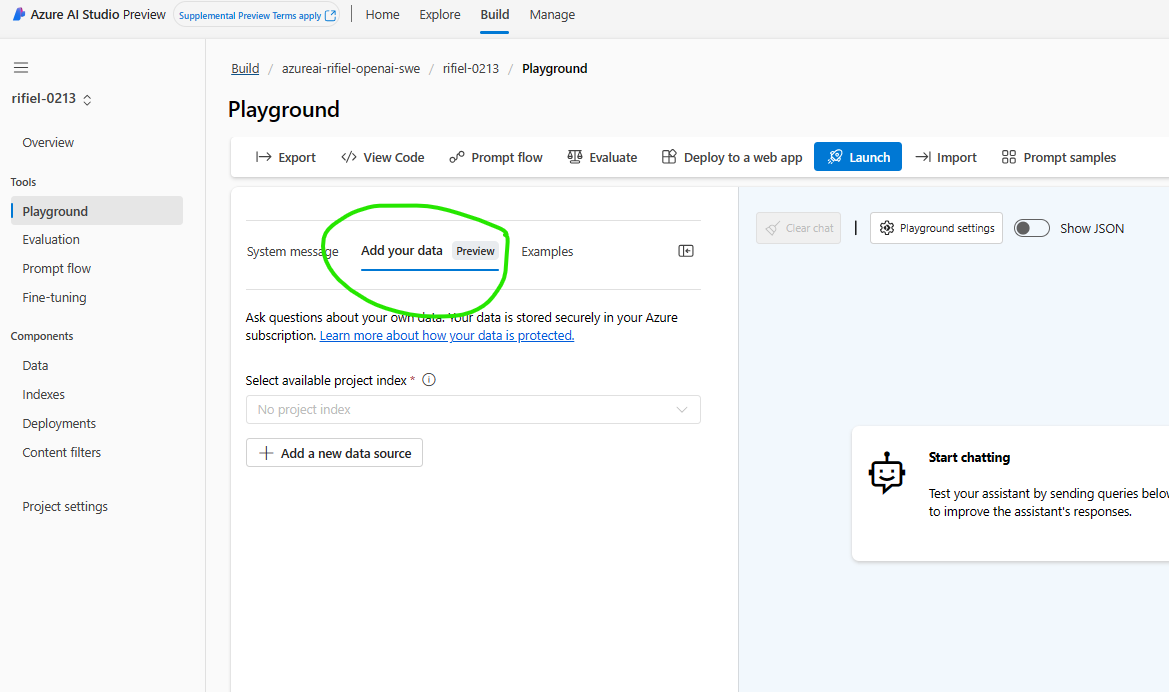 Azure AI Studio Preview Supplemental Preview Terms apply Home Explore Build Manage
rifiel-0213
Overview
Tools
Playground
Evaluation
Prompt flow
Fine-tuning
Components
Data
Indexes
Deployments
Content filters
Project settings
Build / azureai-rifiel-openai-swe / rifiel-0213 / Playground
Playground
Export View Code Prompt flow Evaluate Deploy to a web app Launch Import Prompt samples
System message Add your data Preview Examples
Ask questions about your own data. Your data is stored securely in your Azure
subscription. Learn more about how your data is protected.
Select available project index *
No project index
Add a new data source
Clear chat Playground settings Show JSON
Start chatting
Test your assistant by sending queries below
to improve the assistant's responses.